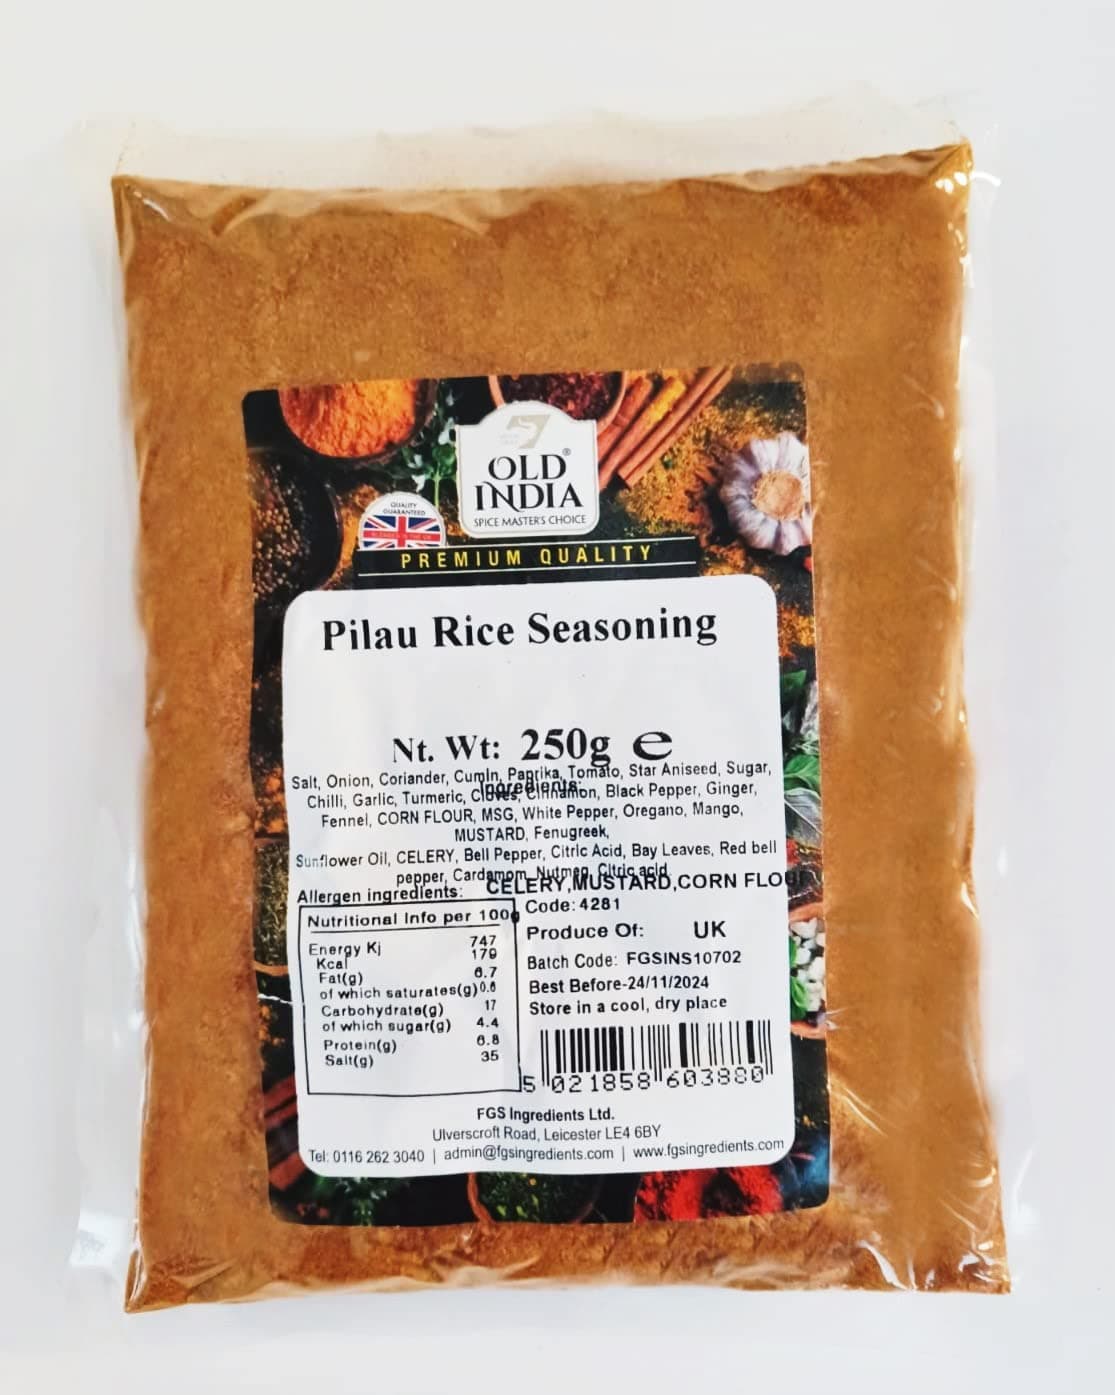 OLD
INDIA®
SPICE MASTER'S CHOICE
QUALITY
GUARANTEED
PREMIUM QUALITY
Pilau Rice Seasoning
Nt. Wt: 250g ℮
Ingredients:
Salt, Onion, Coriander, Cumin, Paprika, Tomato, Star Aniseed, Sugar,
Chilli, Garlic, Turmeric, Cloves, Cinnamon, Black Pepper, Ginger,
Fennel, CORN FLOUR, MSG, White Pepper, Oregano, Mango,
MUSTARD, Fenugreek,
Sunflower Oil, CELERY, Bell Pepper, Citric Acid, Bay Leaves, Red bell
pepper, Cardamom, Nutmeg, Citric acid
Allergen ingredients: CELERY,MUSTARD,CORN FLOUR
Nutritional Info per 100g
Energy Kj 747
Kcal 179
Fat(g) 6.7
of which saturates(g) 0.6
Carbohydrate(g) 17
of which sugar(g) 4.4
Protein(g) 6.8
Salt(g) 35
Code: 4281
Produce Of: UK
Batch Code: FGSINS10702
Best Before-24/11/2024
Store in a cool, dry place
5 021858 603880
FGS Ingredients Ltd.
Ulverscroft Road, Leicester LE4 6BY
Tel: 0116 262 3040 | admin@fgsingredients.com | www.fgsingredients.com